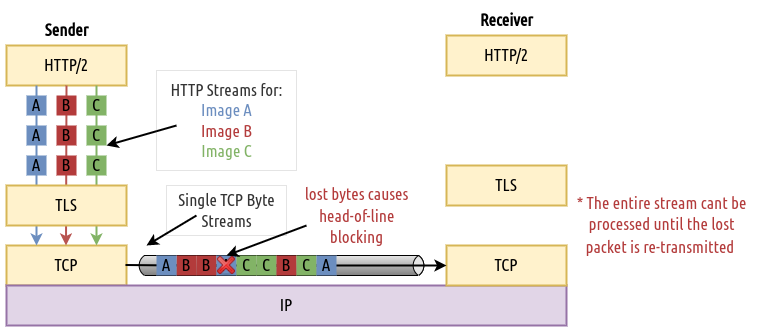 Sender
Receiver
HTTP/2
HTTP/2
HTTP Streams for:
Image A
Image B
Image C
A B C
A B C
A B C
TLS
TLS
Single TCP Byte
Streams
lost bytes causes
head-of-line
blocking
* The entire stream cant be
processed until the lost
packet is re-transmitted
TCP
A B B C C B C A
TCP
IP